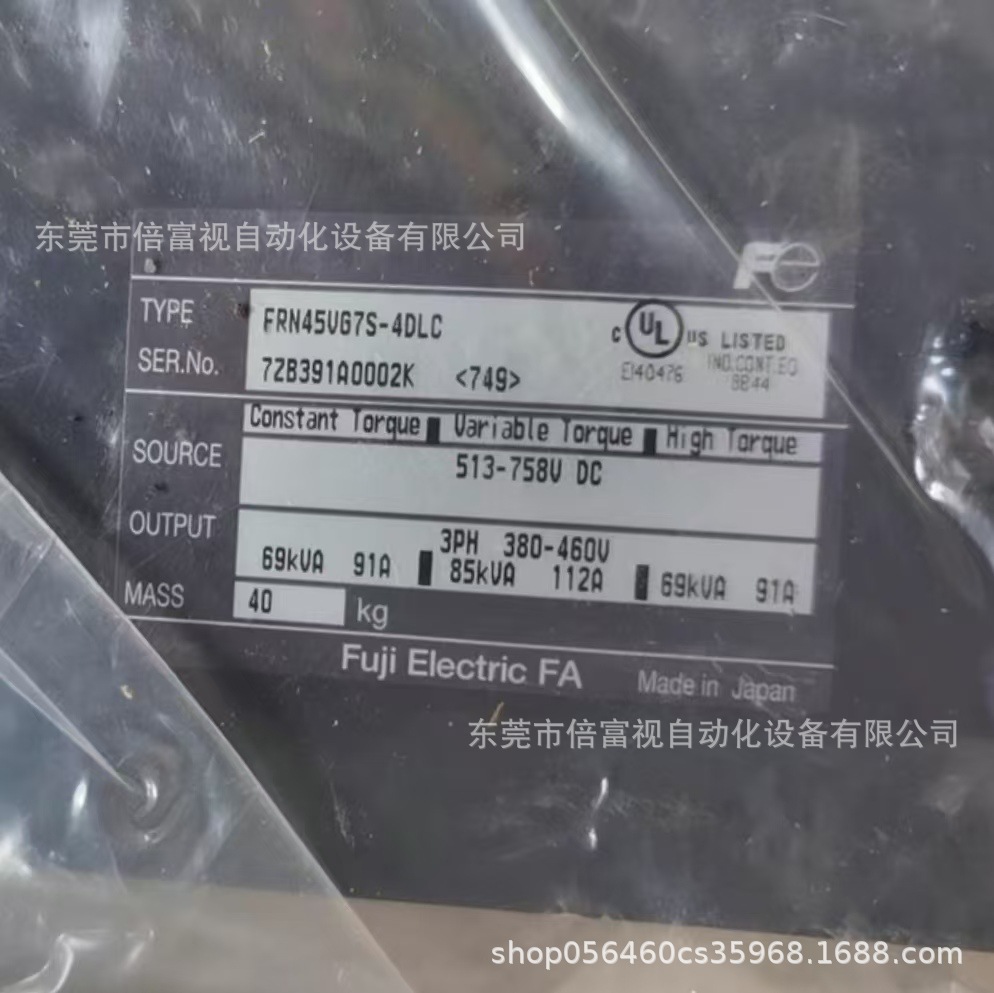 东莞市倍富视自动化设备有限公司
FE
TYPE FRN45VG7S-4DLC
C UL US LISTED
SER.No. 7ZB391A0002K <749>
E140476 IND.CONT.EQ
8B44
Constant Torque Variable Torque High Torque
SOURCE 513-758V DC
OUTPUT 3PH 380-460V
69kVA 91A 85kVA 112A 69kVA 91A
MASS 40 kg
Fuji Electric FA Made in Japan
东莞市倍富视自动化设备有限公司
shop056460cs35968.1688.com